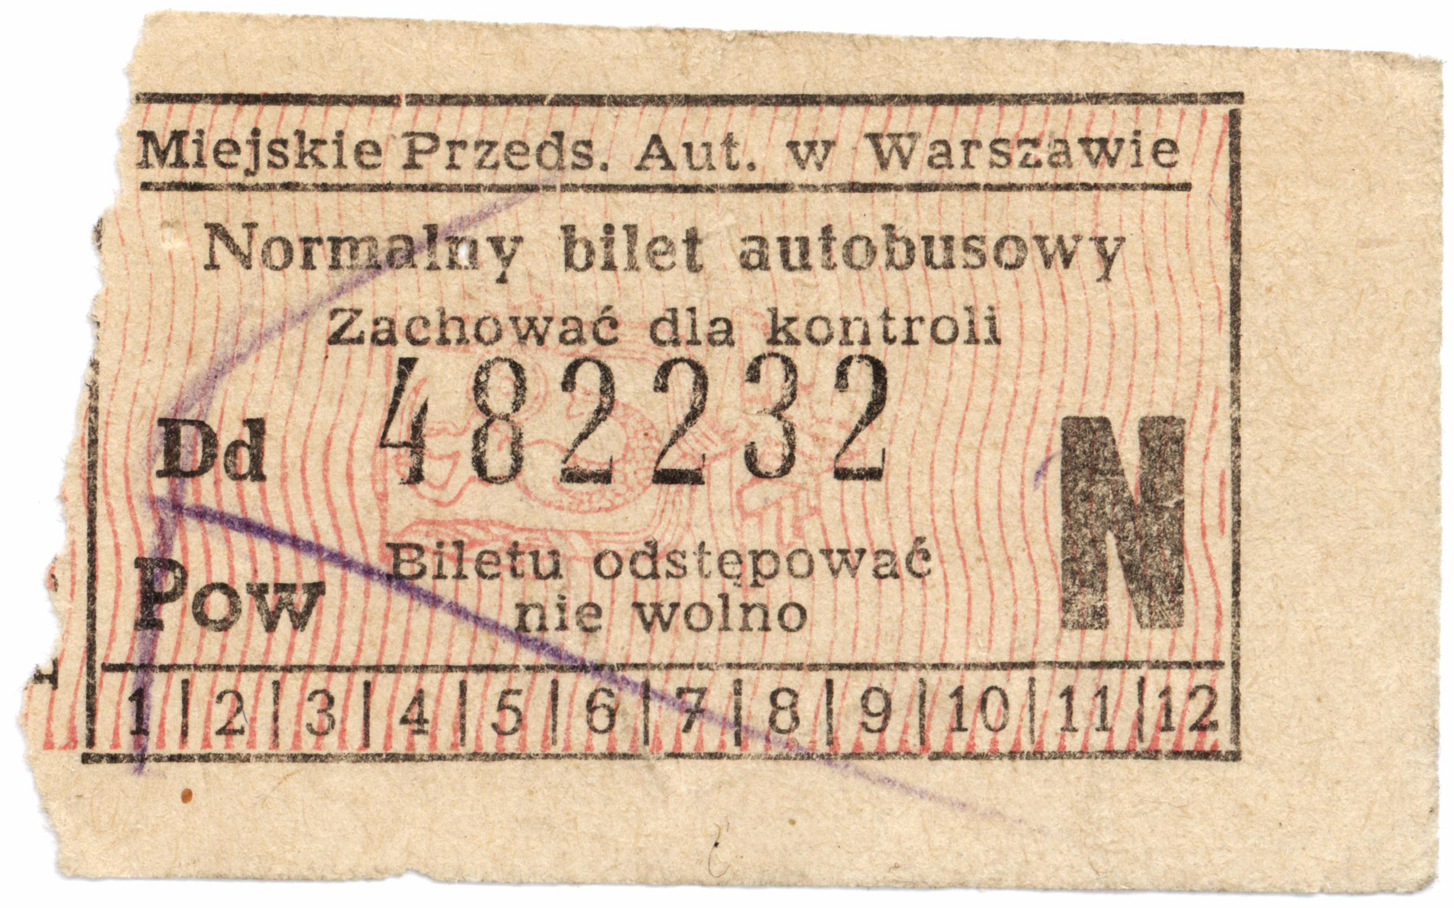 Miejskie Przeds. Aut. w Warszawie
Normalny bilet autobusowy
Zachować dla kontroli
482232
Dd
N
Pow
Biletu odstępować
nie wolno
1|2|3|4|5|6|7|8|9|10|11|12